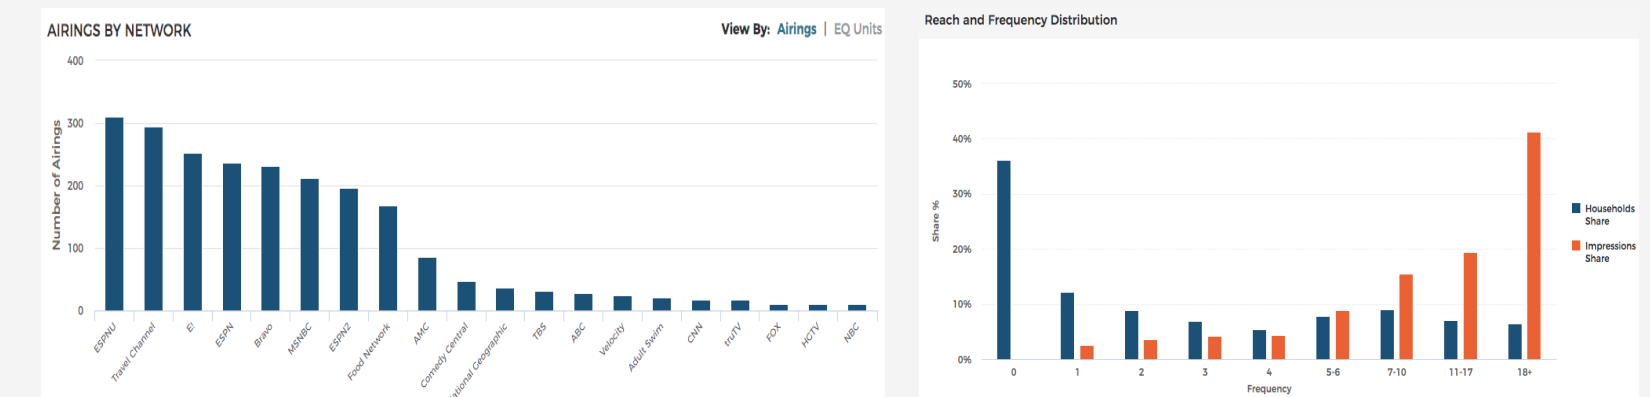 AIRINGS BY NETWORK
View By: Airings | EQ Units
400
300
200
100
0
Number of Airings
ESPNU
Travel Channel
E!
ESPN
Bravo
MSNBC
ESPN2
Food Network
AMC
Comedy Central
ational Geographic
TBS
ABC
Velocity
Adult Swim
CNN
truTV
FOX
HGTV
NBC
Reach and Frequency Distribution
50%
40%
30%
20%
10%
0%
Share %
0
1
2
3
4
5-6
7-10
11-17
18+
Frequency
Households
Share
Impressions
Share